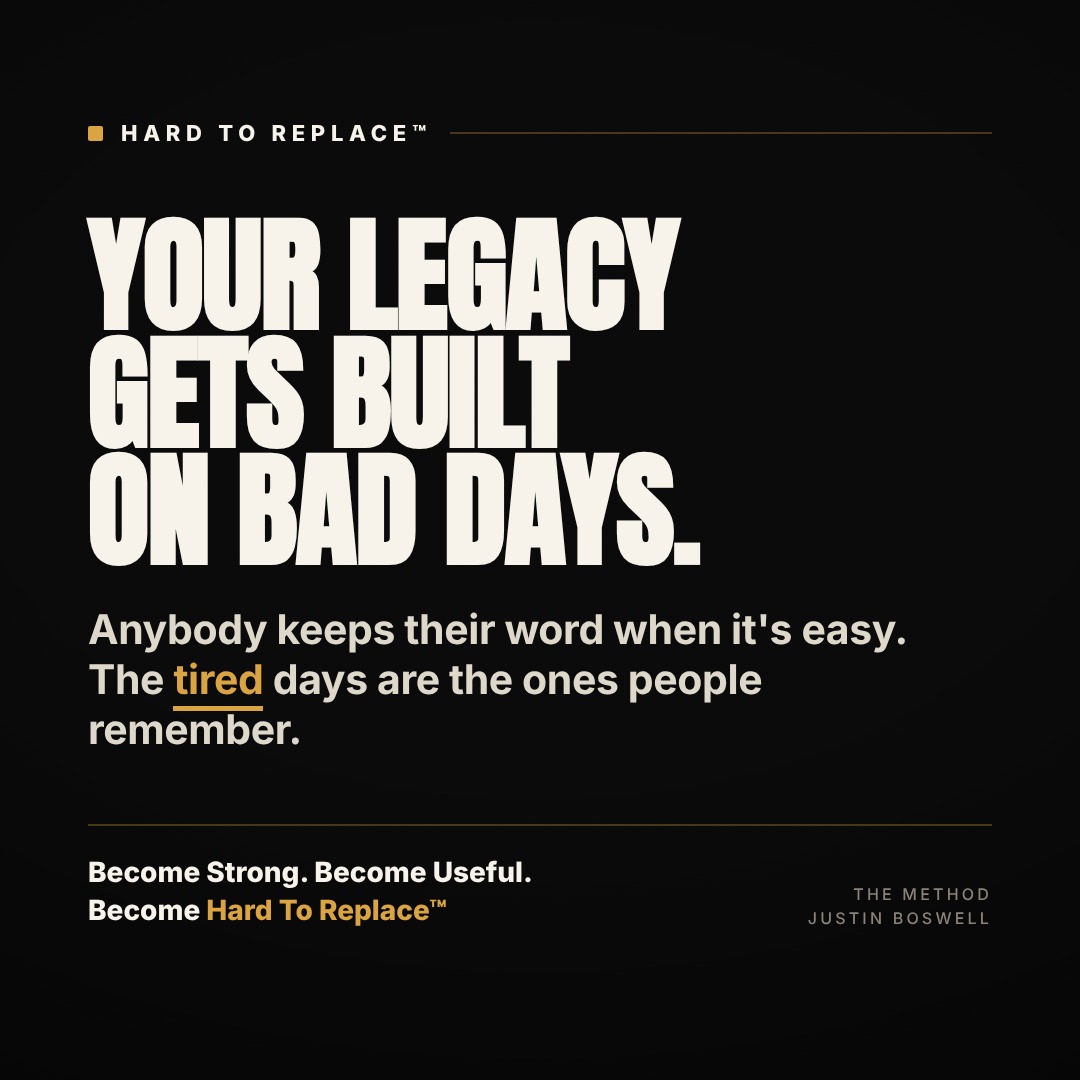 HARD TO REPLACE™
YOUR LEGACY
GETS BUILT
ON BAD DAYS.
Anybody keeps their word when it's easy.
The tired days are the ones people
remember.
Become Strong. Become Useful.
Become Hard To Replace™
THE METHOD
JUSTIN BOSWELL